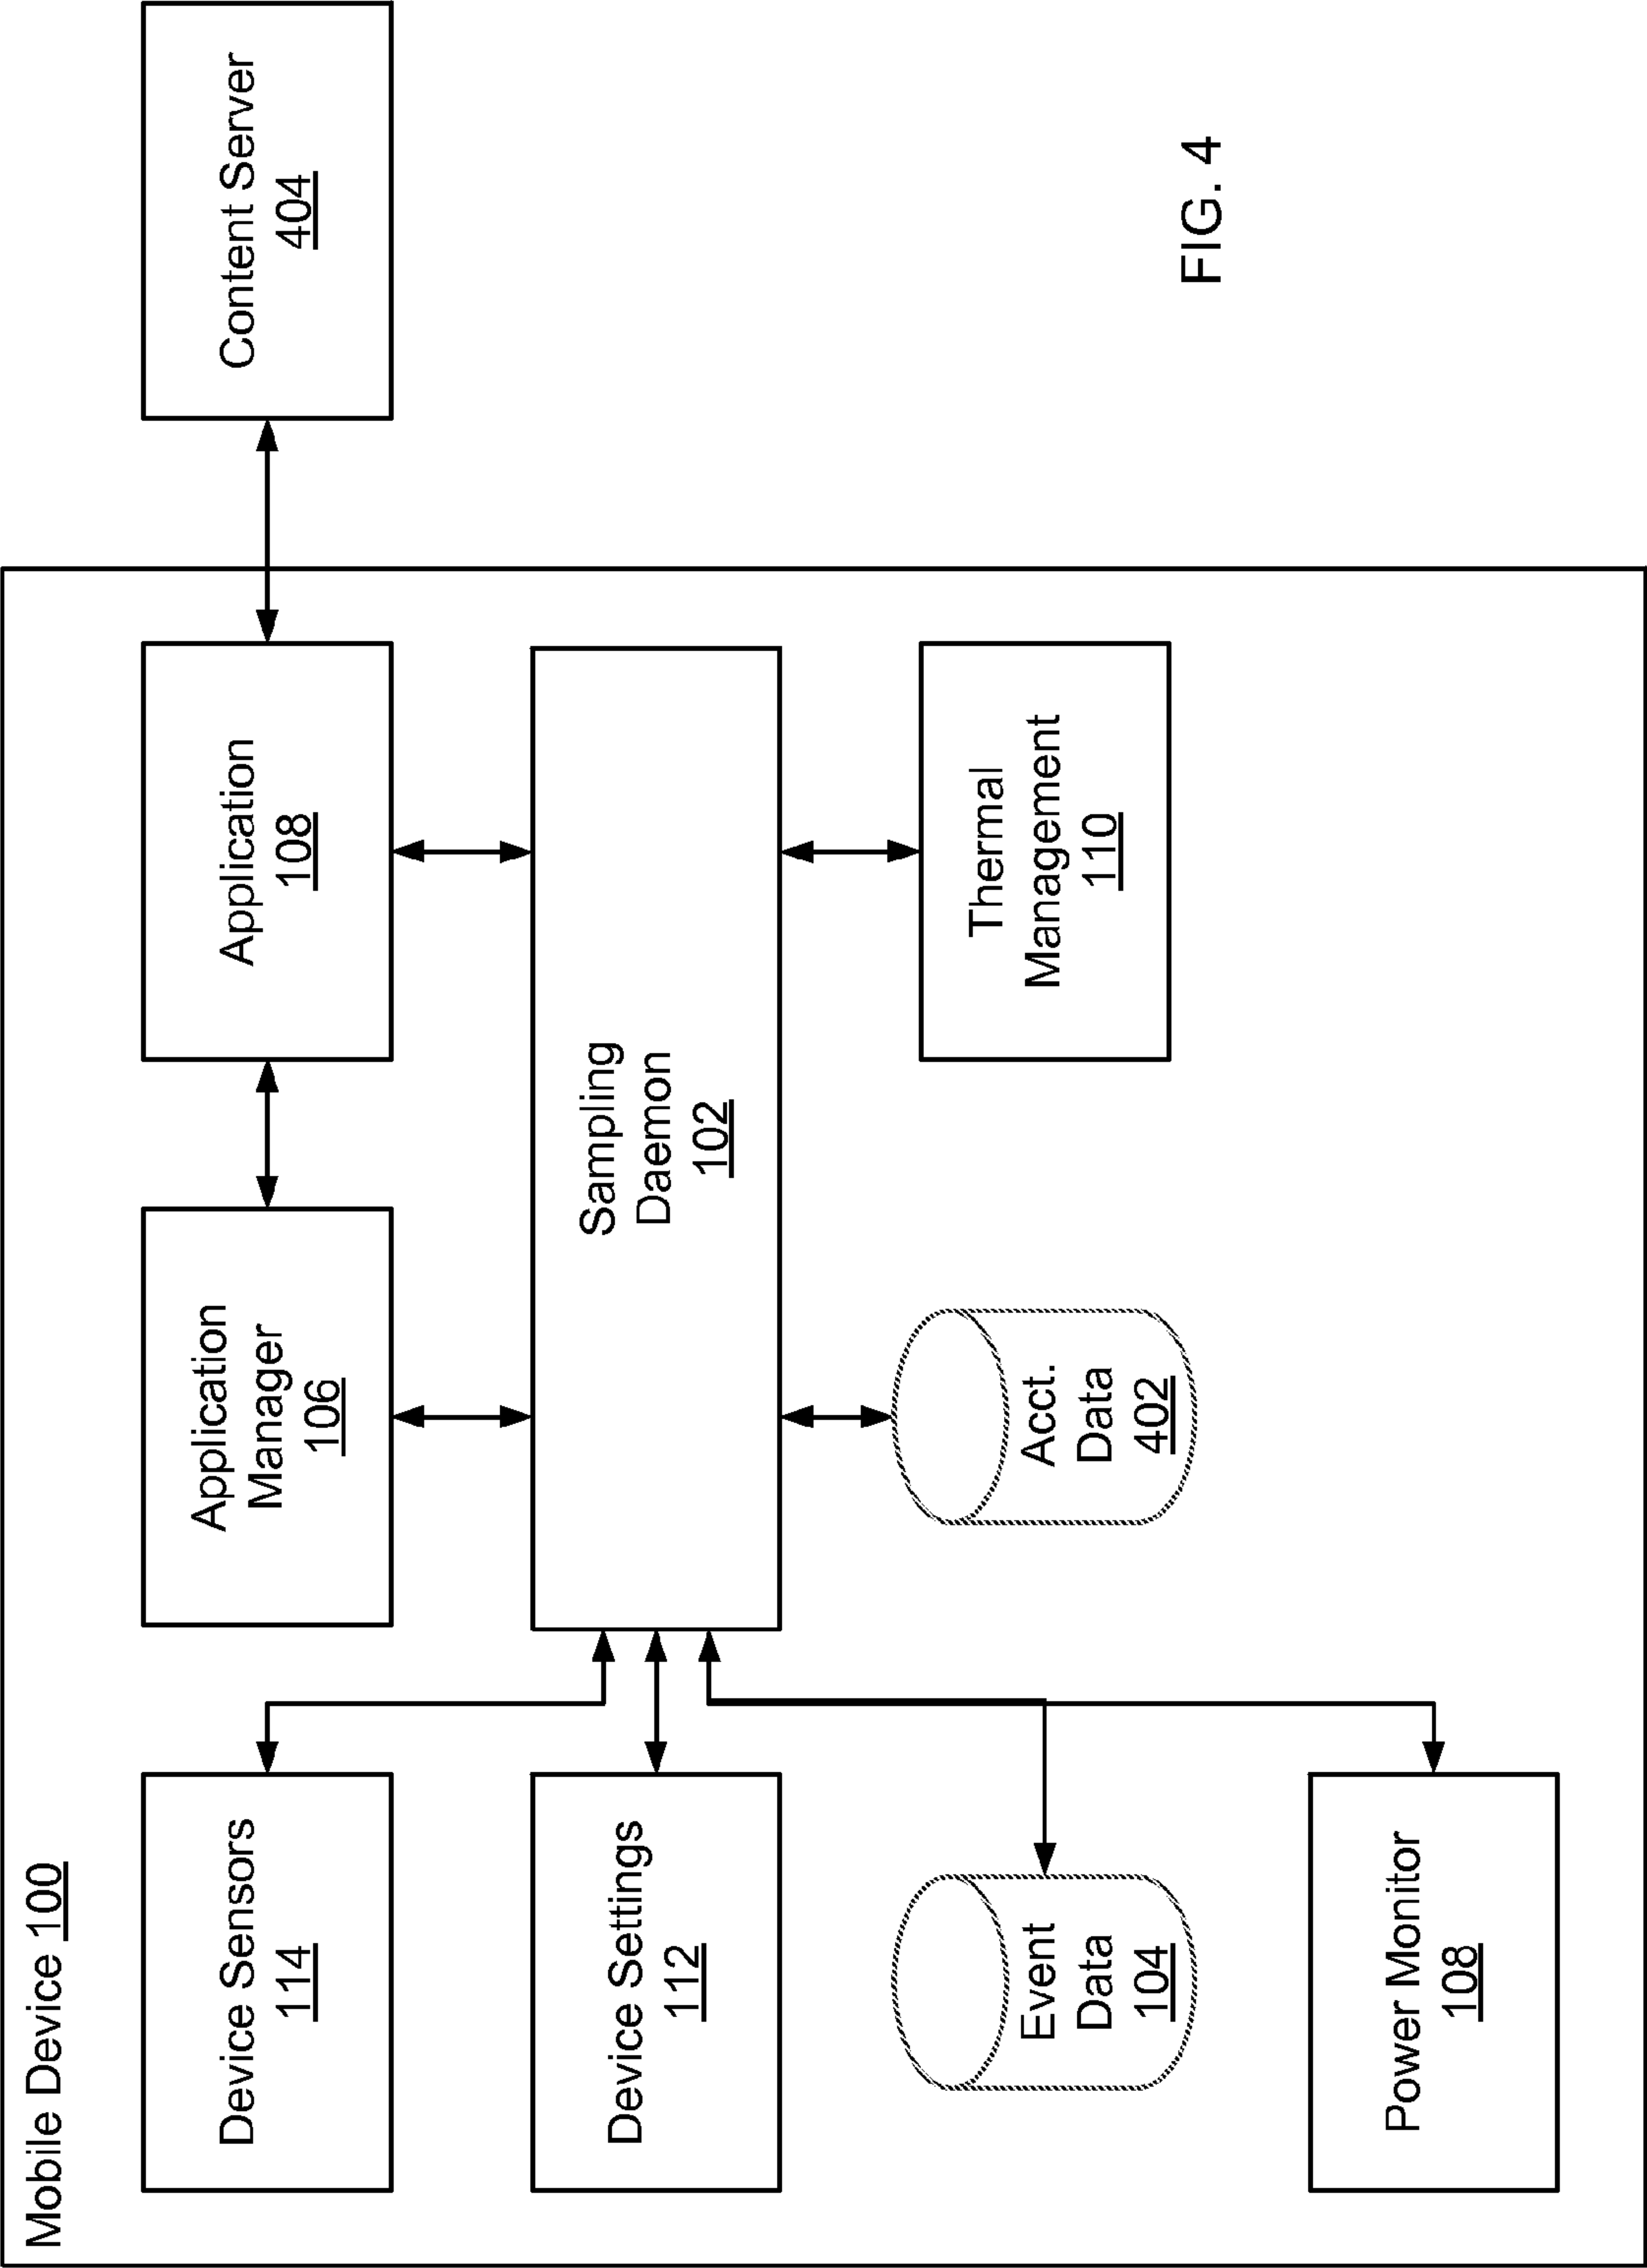 Mobile Device 100
Device Sensors
114
Application
Manager
106
Application
108
Content Server
404
Device Settings
112
Sampling
Daemon
102
Event
Data
104
Acct.
Data
402
Thermal
Management
110
Power Monitor
108
FIG. 4